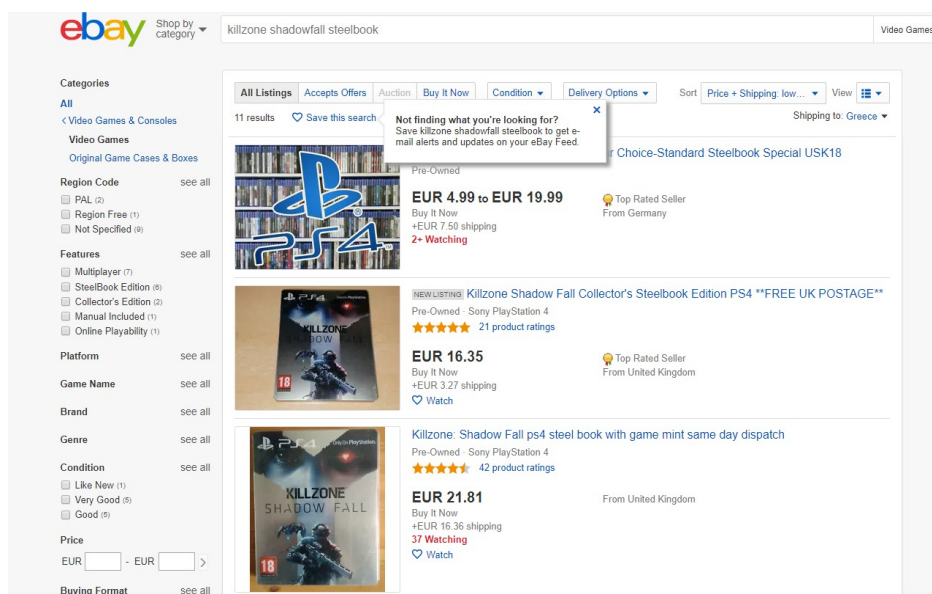 ebay
Shop by
category
killzone shadowfall steelbook
Video Games
Categories
All
Video Games & Consoles
Video Games
Original Game Cases & Boxes
Region Code see all
PAL (2)
Region Free (1)
Not Specified (9)
Features see all
Multiplayer (7)
SteelBook Edition (6)
Collector's Edition (2)
Manual Included (1)
Online Playability (1)
Platform see all
Game Name see all
Brand see all
Genre see all
Condition see all
Like New (1)
Very Good (5)
Good (5)
Price
EUR - EUR
Buying Format see all
All Listings Accepts Offers Auction Buy It Now Condition Delivery Options Sort Price + Shipping: low... View
11 results Save this search Shipping to: Greece
Not finding what you're looking for?
Save killzone shadowfall steelbook to get e-
mail alerts and updates on your eBay Feed.
r Choice-Standard Steelbook Special USK18
Pre-Owned
EUR 4.99 to EUR 19.99
Top Rated Seller
Buy It Now
From Germany
+EUR 7.50 shipping
2+ Watching
PS4
NEW LISTING Killzone Shadow Fall Collector's Steelbook Edition PS4 **FREE UK POSTAGE**
Pre-Owned · Sony PlayStation 4
21 product ratings
EUR 16.35
Top Rated Seller
Buy It Now
From United Kingdom
+EUR 3.27 shipping
Watch
PS4
KILLZONE
SHADOW FALL
18
Killzone: Shadow Fall ps4 steel book with game mint same day dispatch
Pre-Owned · Sony PlayStation 4
42 product ratings
EUR 21.81
From United Kingdom
Buy It Now
+EUR 16.36 shipping
37 Watching
Watch
PS4 Only On PlayStation
KILLZONE
SHADOW FALL
18